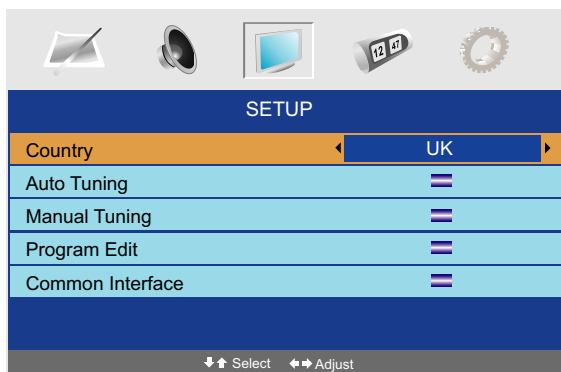 12 47
SETUP
Country UK
Auto Tuning
Manual Tuning
Program Edit
Common Interface
Select Adjust